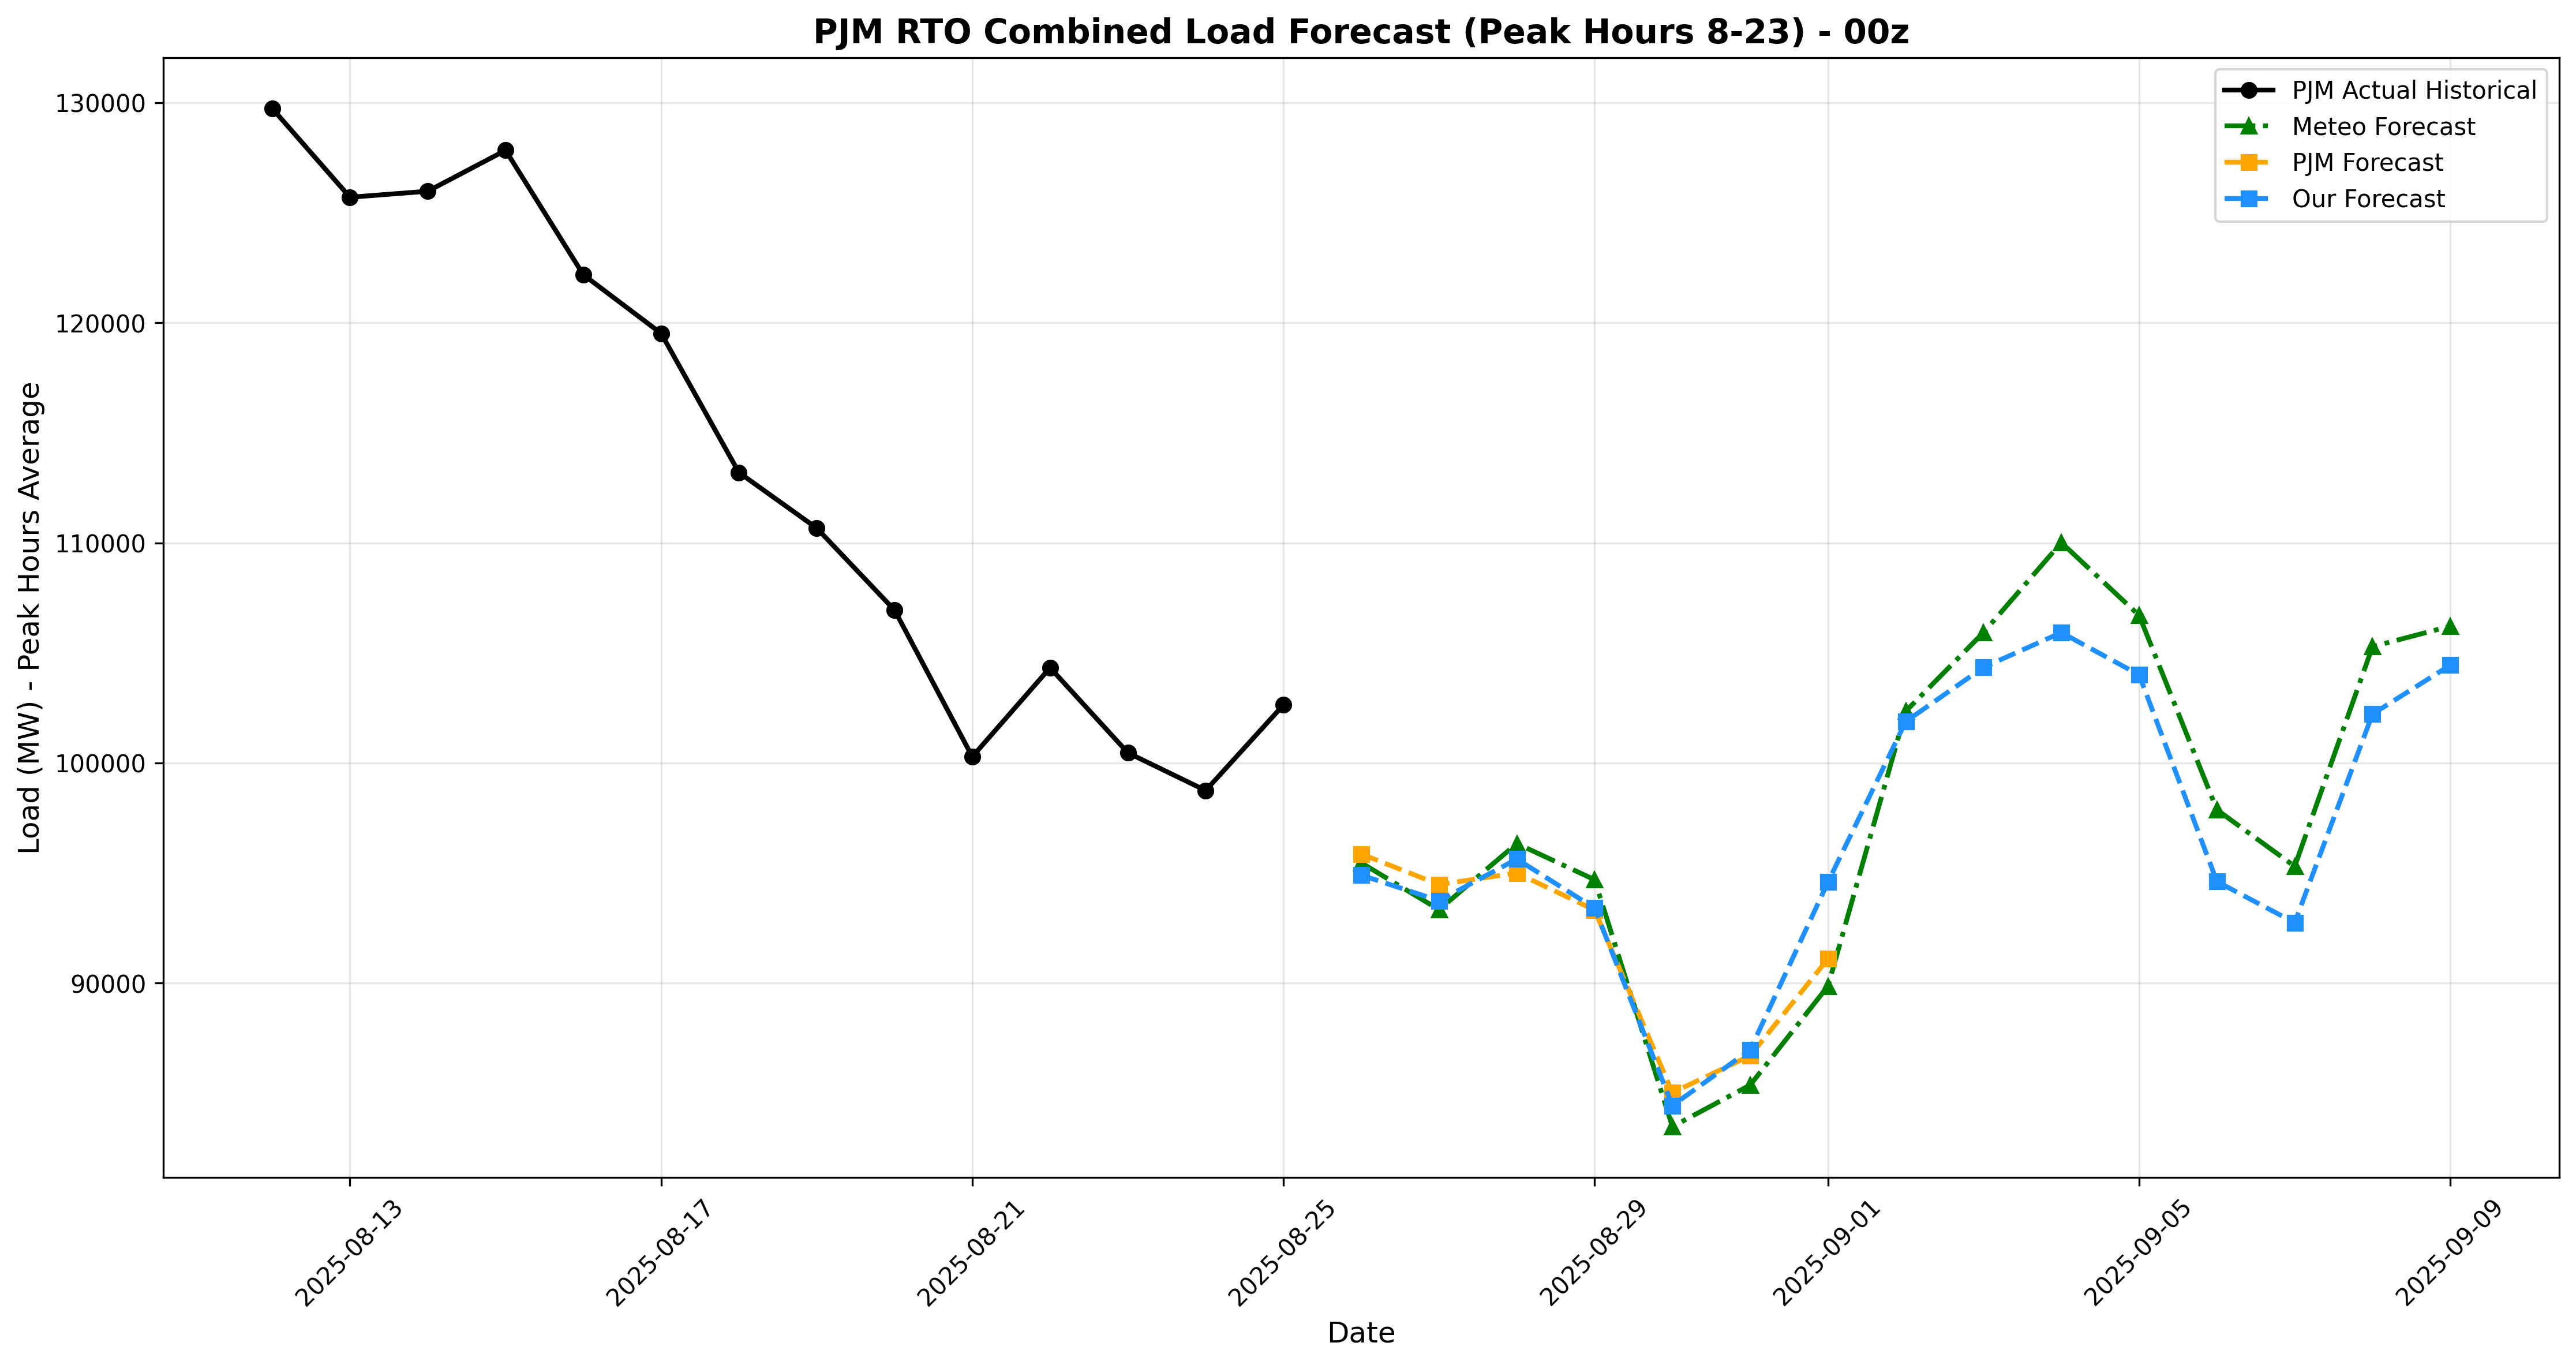 PJM RTO Combined Load Forecast (Peak Hours 8-23) - 00z
PJM Actual Historical
Meteo Forecast
PJM Forecast
Our Forecast
Load (MW) - Peak Hours Average
130000
120000
110000
100000
90000
2025-08-13
2025-08-17
2025-08-21
2025-08-25
2025-08-29
2025-09-01
2025-09-05
2025-09-09
Date